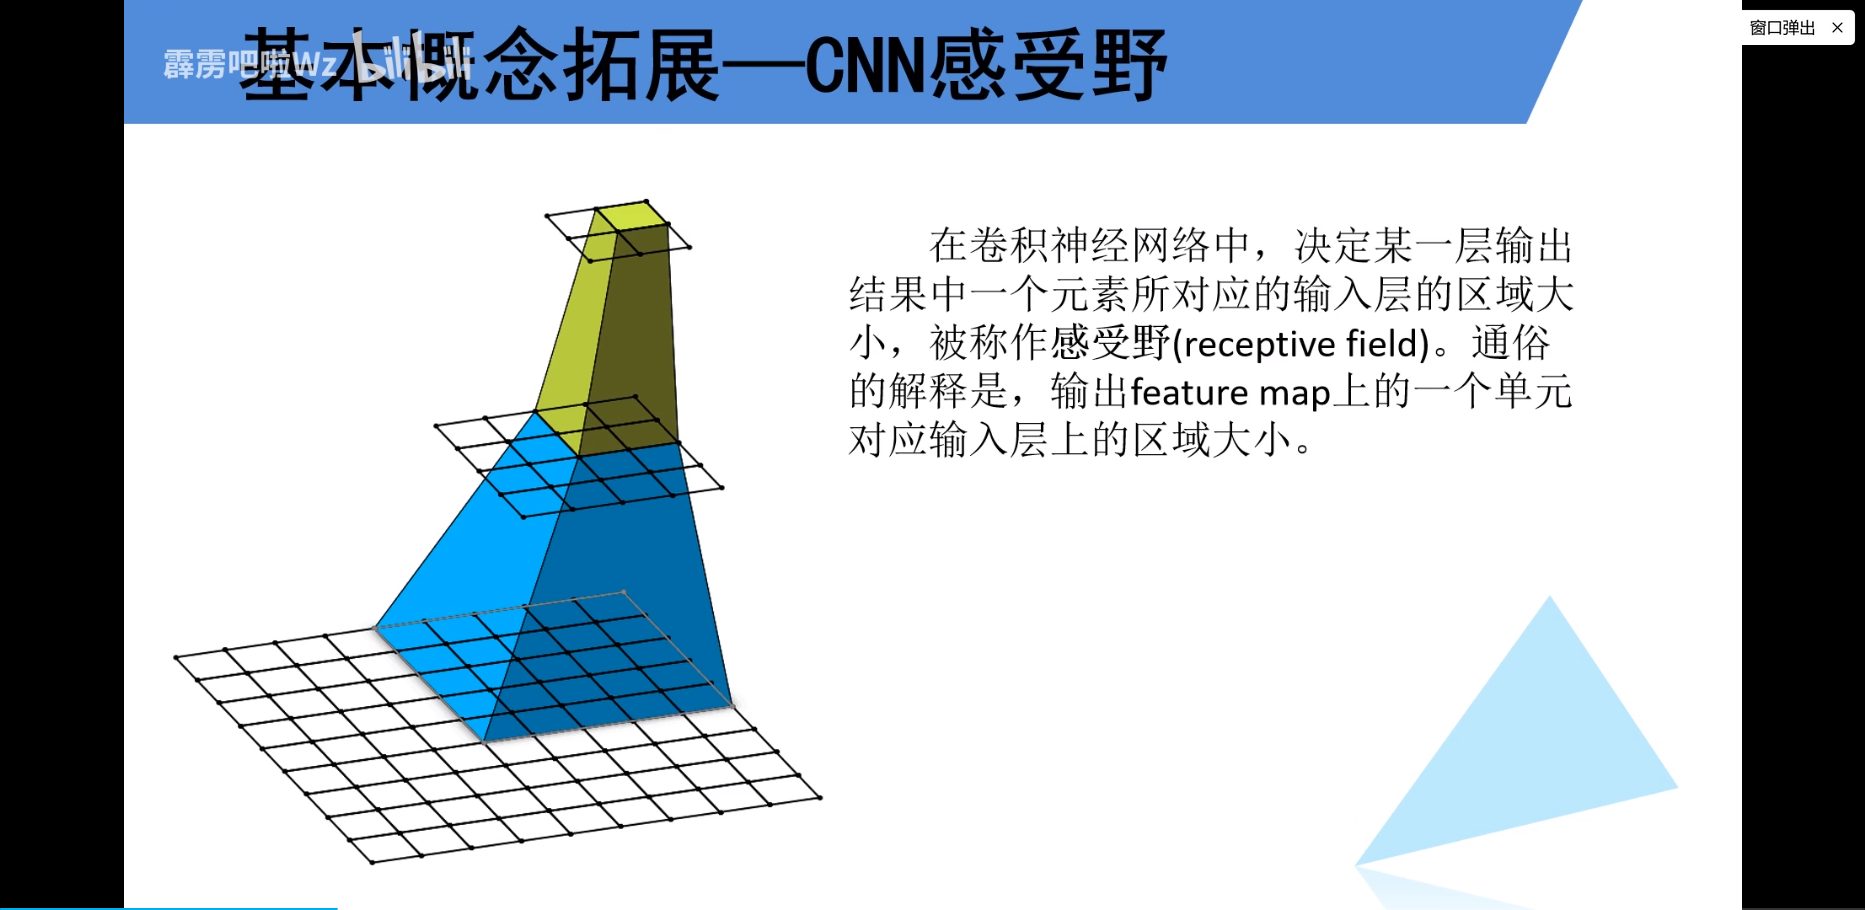 基本概念拓展—CNN感受野
霹雳吧啦Wz bilibili
窗口弹出 ×
在卷积神经网络中，决定某一层输出
结果中一个元素所对应的输入层的区域大
小，被称作感受野(receptive field)。通俗
的解释是，输出feature map上的一个单元
对应输入层上的区域大小。